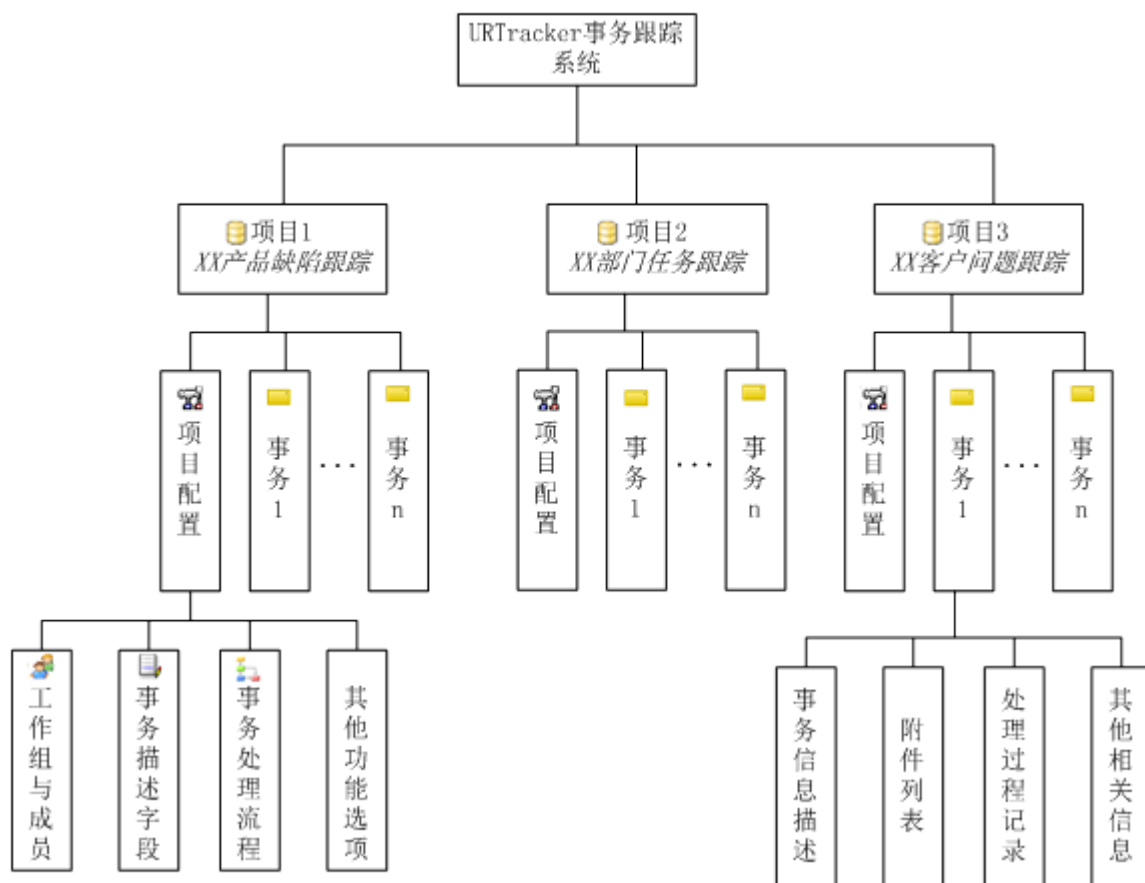 URTracker事务跟踪
系统
项目1
XX产品缺陷跟踪
项目2
XX部门任务跟踪
项目3
XX客户问题跟踪
项目配置
事务1
...
事务n
项目配置
事务1
...
事务n
项目配置
事务1
...
事务n
工作组与成员
事务描述字段
事务处理流程
其他功能选项
事务信息描述
附件列表
处理过程记录
其他相关信息